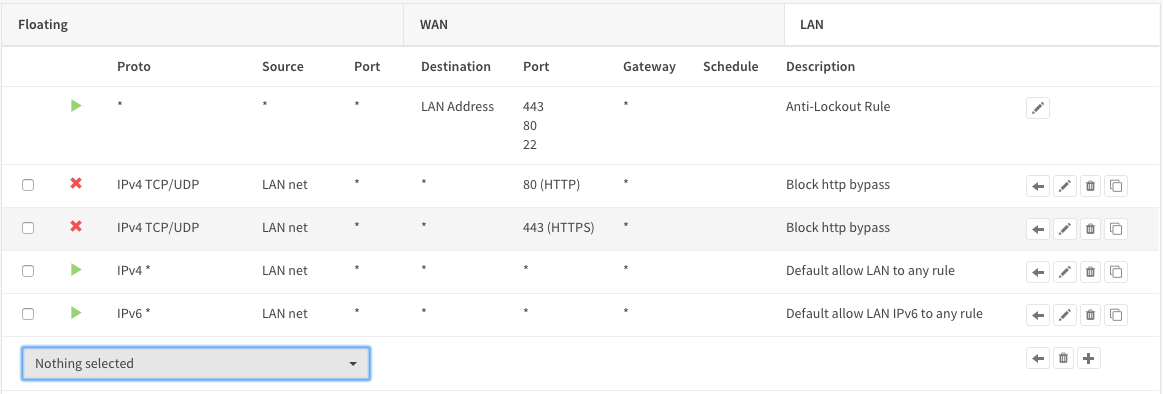 Floating WAN LAN
Proto Source Port Destination Port Gateway Schedule Description
* * * LAN Address 443 * Anti-Lockout Rule
80
22
IPv4 TCP/UDP LAN net * * 80 (HTTP) * Block http bypass
IPv4 TCP/UDP LAN net * * 443 (HTTPS) * Block http bypass
IPv4 * LAN net * * * * Default allow LAN to any rule
IPv6 * LAN net * * * * Default allow LAN IPv6 to any rule
Nothing selected